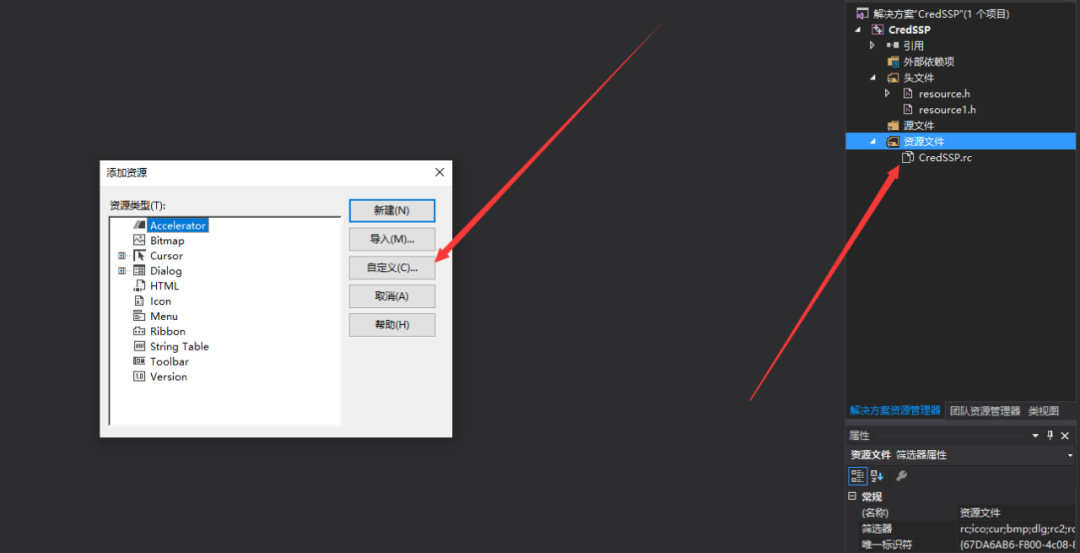 解决方案"CredSSP"(1 个项目)
CredSSP
引用
外部依赖项
头文件
resource.h
resource1.h
源文件
资源文件
CredSSP.rc
添加资源
资源类型(T):
Accelerator
Bitmap
Cursor
Dialog
HTML
Icon
Menu
Ribbon
String Table
Toolbar
Version
新建(N)
导入(M)...
自定义(C)...
取消(A)
帮助(H)
解决方案资源管理器 团队资源管理器 类视图
属性
资源文件 筛选器属性
常规
(名称) 资源文件
筛选器 rc;ico;cur;bmp;dlg;rc2;rc
唯一标识符 {67DA6AB6-F800-4c08-8